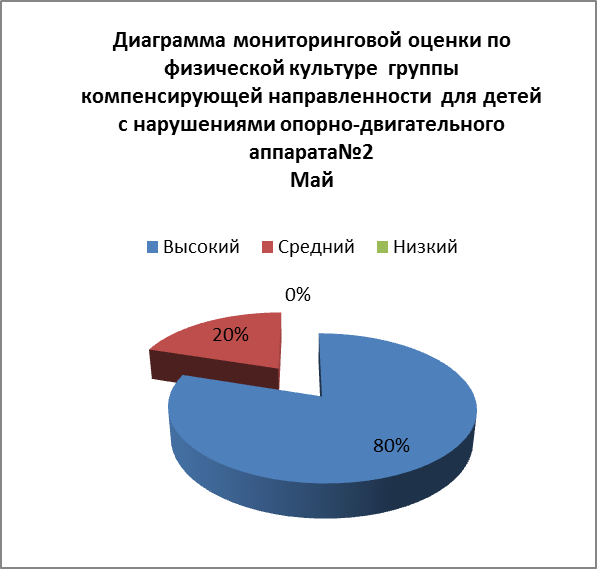 Диаграмма мониторинговой оценки по
физической культуре группы
компенсирующей направленности для детей
с нарушениями опорно-двигательного
аппарата№2
Май
Высокий Средний Низкий
0%
20%
80%